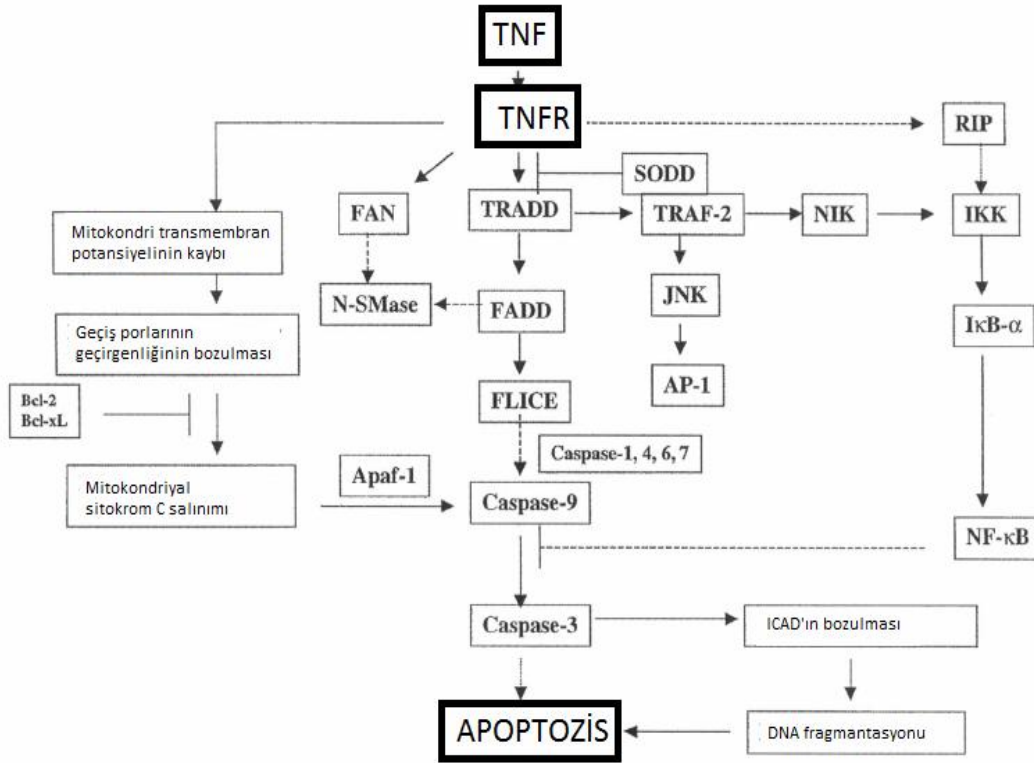 TNF
TNFR
RIP
SODD
FAN
TRADD
TRAF-2
NIK
IKK
Mitokondri transmembran
potansiyelinin kaybı
N-SMase
FADD
JNK
IκB-α
Geçiş porlarının
geçirgenliğinin bozulması
Bcl-2
Bcl-xL
FLICE
AP-1
Caspase-1, 4, 6, 7
Apaf-1
Mitokondriyal
sitokrom C salınımı
Caspase-9
NF-κB
Caspase-3
ICAD'ın bozulması
APOPTOZİS
DNA fragmantasyonu